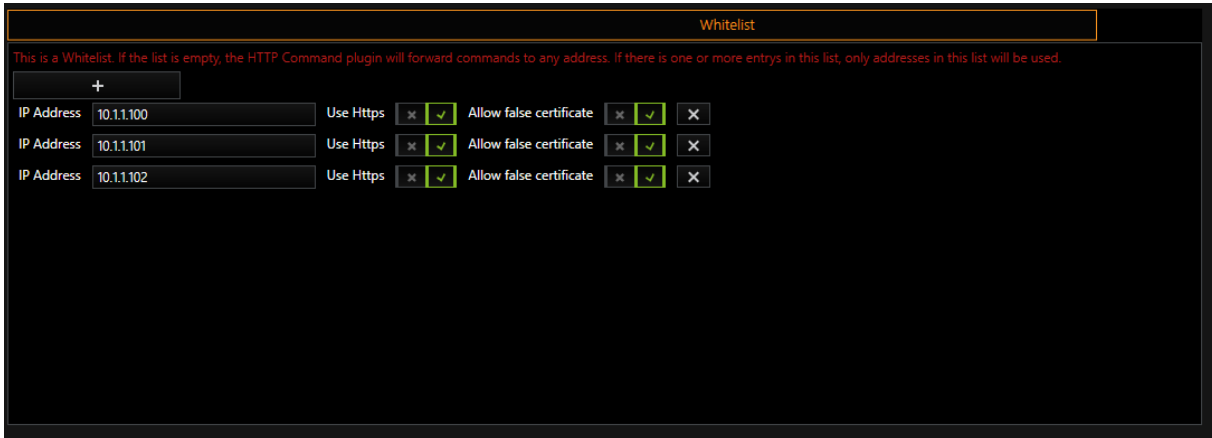 Whitelist
This is a Whitelist. If the list is empty, the HTTP Command plugin will forward commands to any address. If there is one or more entrys in this list, only addresses in this list will be used.
+
IP Address 10.1.1.100 Use Https Allow false certificate
IP Address 10.1.1.101 Use Https Allow false certificate
IP Address 10.1.1.102 Use Https Allow false certificate